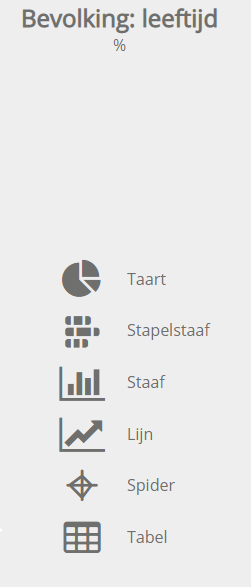 Bevolking: leeftijd
%
Taart
Stapelstaaf
Staaf
Lijn
Spider
Tabel